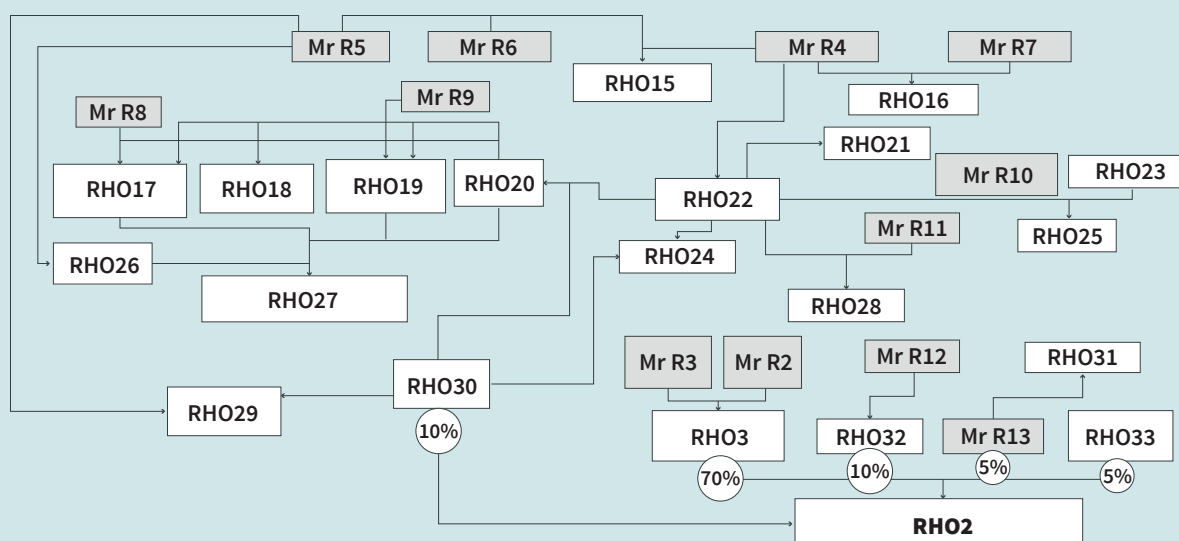 Mr R5
Mr R6
Mr R4
Mr R7
RHO15
RHO16
Mr R8
Mr R9
RHO21
RHO17
RHO18
RHO19
RHO20
RHO22
Mr R10
RHO23
RHO26
RHO27
RHO24
Mr R11
RHO25
RHO28
RHO29
RHO30
10%
Mr R3
Mr R2
Mr R12
RHO31
RHO3
RHO32
Mr R13
RHO33
70%
10%
5%
5%
RHO2